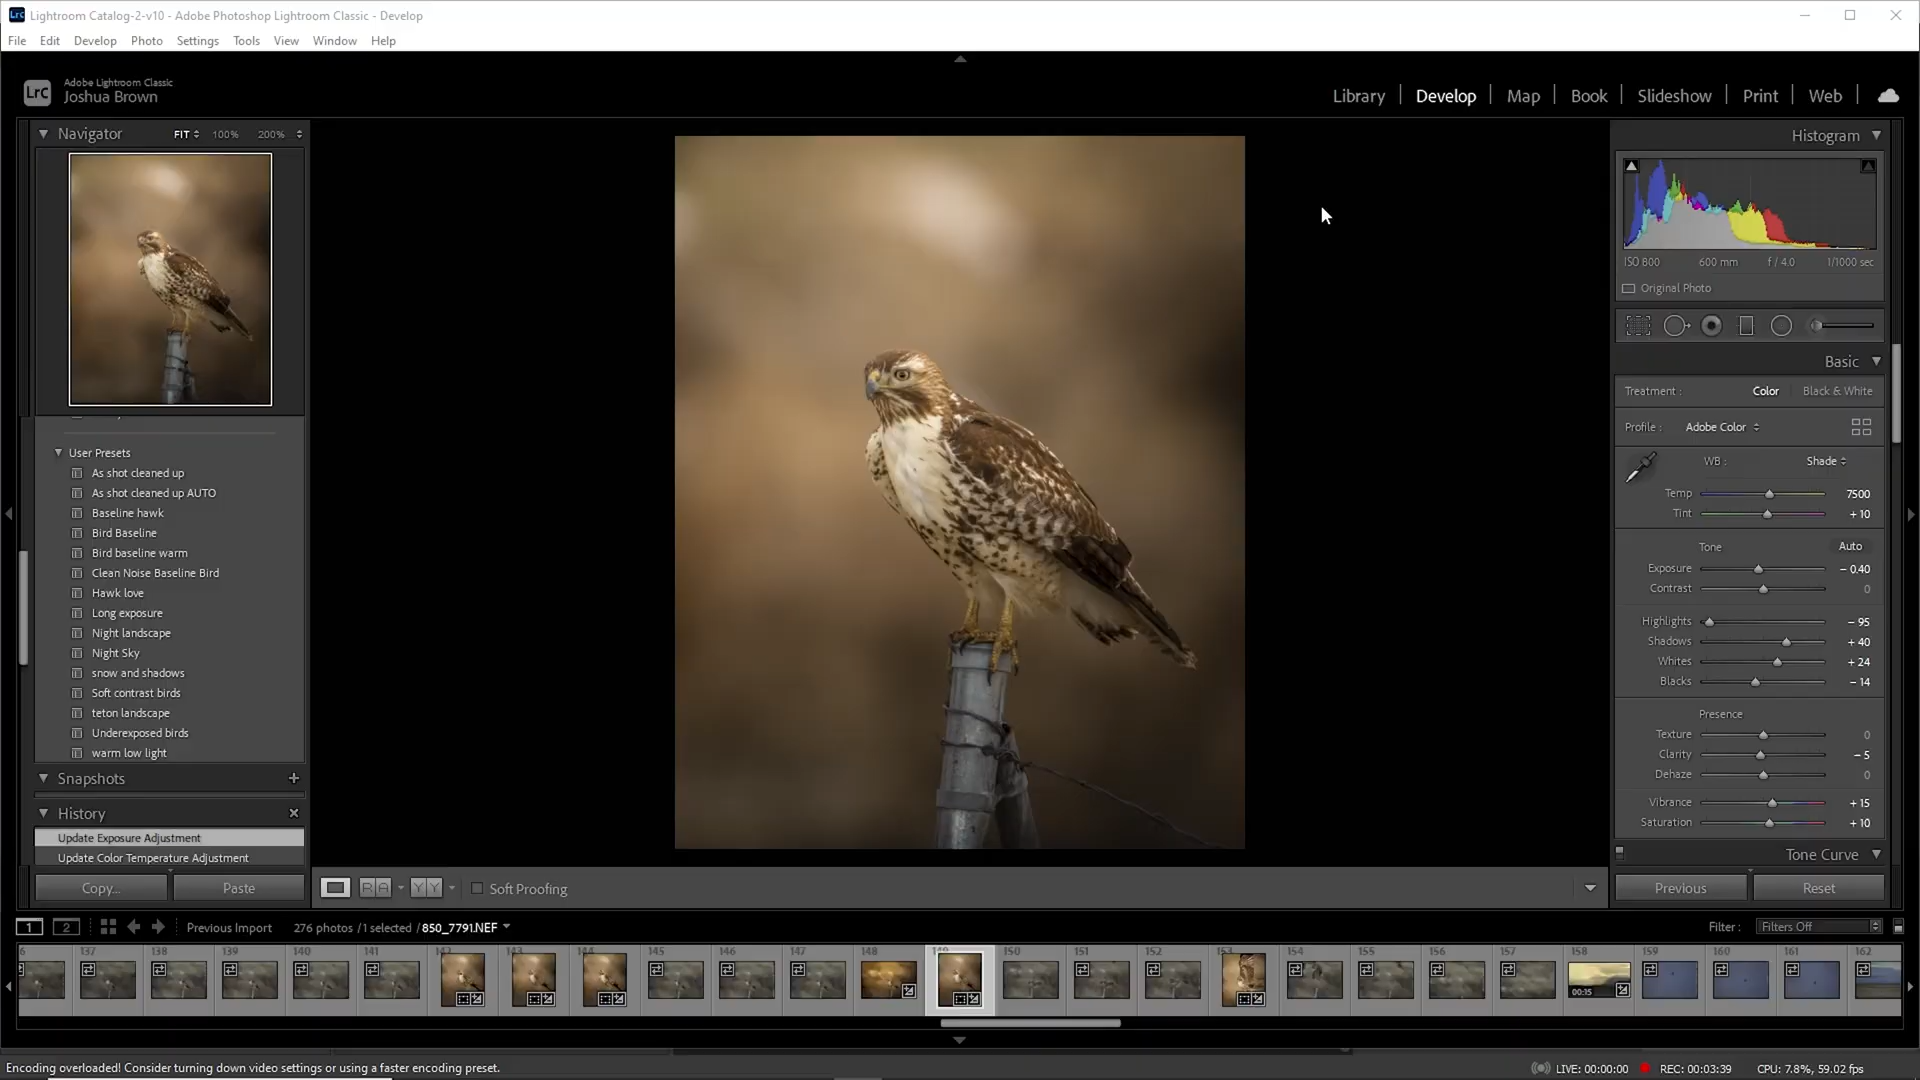 Lightroom Catalog-2-v10 - Adobe Photoshop Lightroom Classic - Develop
File Edit Develop Photo Settings Tools View Window Help
LrC
Adobe Lightroom Classic
Joshua Brown
Library Develop Map Book Slideshow Print Web
Navigator FIT 100% 200%
User Presets
As shot cleaned up
As shot cleaned up AUTO
Baseline hawk
Bird Baseline
Bird baseline warm
Clean Noise Baseline Bird
Hawk love
Long exposure
Night landscape
Night Sky
snow and shadows
Soft contrast birds
teton landscape
Underexposed birds
warm low light
Snapshots +
History
Update Exposure Adjustment
Update Color Temperature Adjustment
Copy... Paste
Soft Proofing
Histogram
ISO 800 600 mm f / 4.0 1/1000 sec
Original Photo
Basic
Treatment : Color Black & White
Profile : Adobe Color
WB : Shade
Temp 7500
Tint + 10
Tone Auto
Exposure − 0.40
Contrast 0
Highlights − 95
Shadows + 40
Whites + 24
Blacks − 14
Presence
Texture 0
Clarity − 5
Dehaze 0
Vibrance + 15
Saturation + 10
Tone Curve
Previous Reset
1 2 Previous Import 276 photos / 1 selected / 850_7791.NEF Filter : Filters Off
6 137 138 139 140 141 142 143 144 145 146 147 148 149 150 151 152 153 154 155 156 157 158 159 160 161 162
00:15
Encoding overloaded! Consider turning down video settings or using a faster encoding preset. LIVE: 00:00:00 REC: 00:03:39 CPU: 7.8%, 59.02 fps